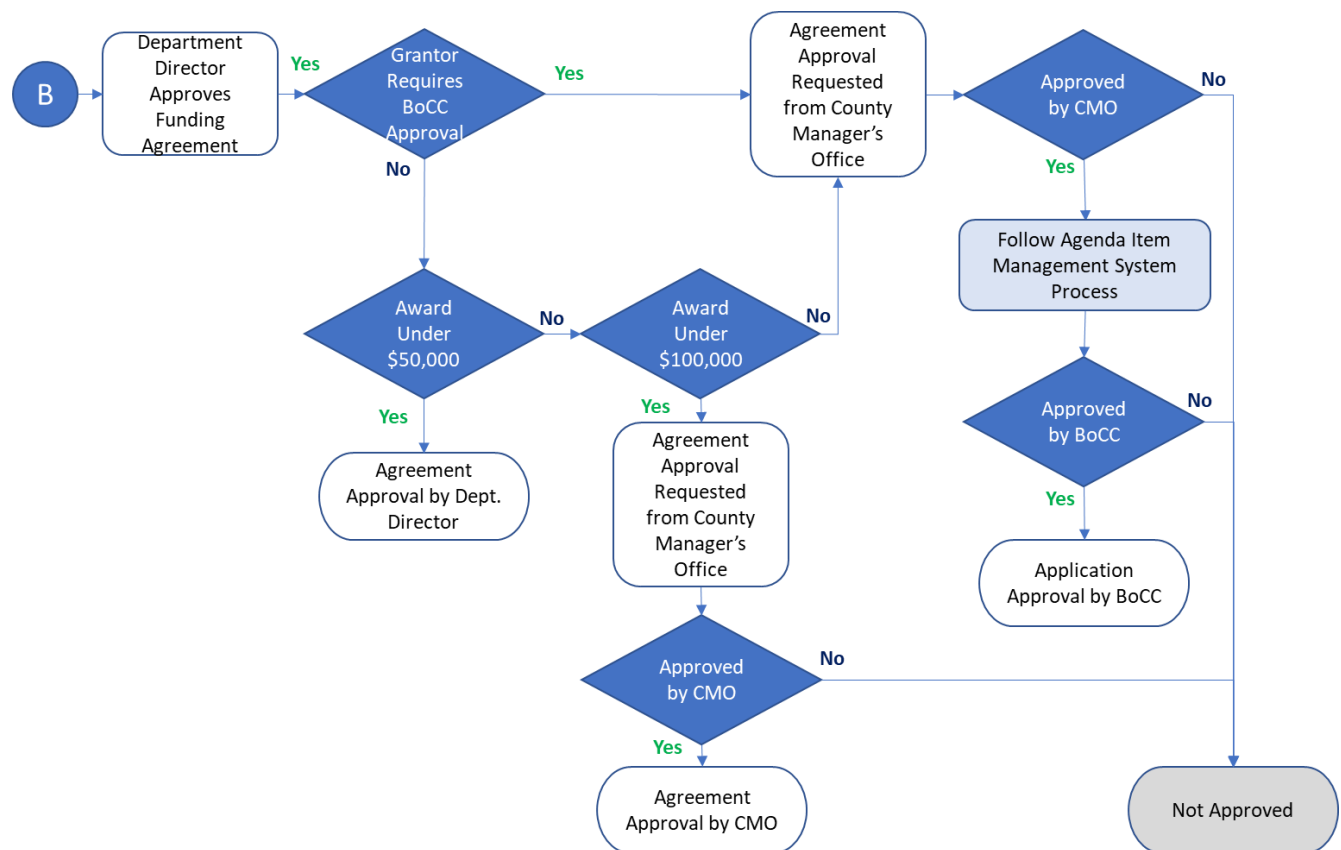 B
Department
Director
Approves
Funding
Agreement
Yes
Grantor
Requires
BoCC
Approval
Yes
No
Agreement
Approval
Requested
from County
Manager's
Office
Approved
by CMO
No
Yes
Follow Agenda Item
Management System
Process
Award
Under
$50,000
No
Award
Under
$100,000
No
Yes
Yes
Approved
by BoCC
No
Yes
Agreement
Approval by Dept.
Director
Agreement
Approval
Requested
from County
Manager's
Office
Application
Approval by BoCC
Approved
by CMO
No
Yes
Agreement
Approval by CMO
Not Approved